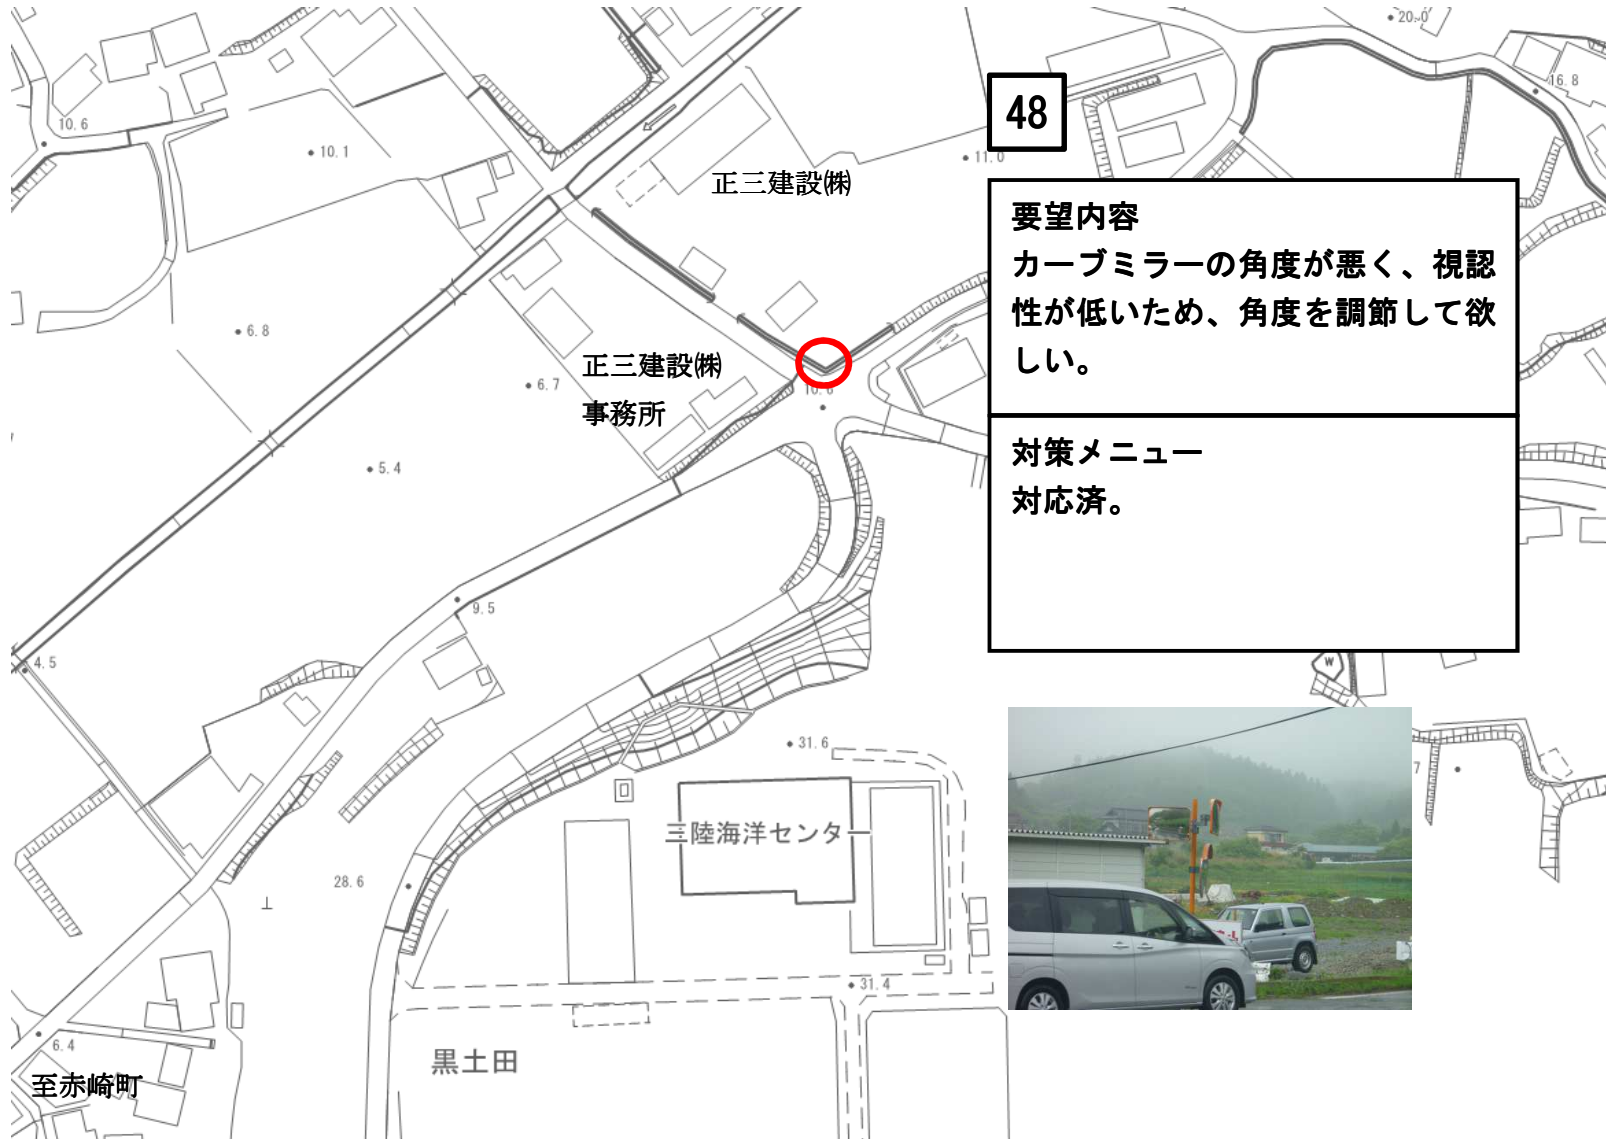 20.0
16.8
48
10.6
10.1
11.0
正三建設㈱
要望内容
カーブミラーの角度が悪く、視認
性が低いため、角度を調節して欲
しい。
6.8
正三建設㈱
6.7
事務所
10.6
対策メニュー
対応済。
5.4
9.5
4.5
W
31.6
7
三陸海洋センター
28.6
31.4
6.4
黒土田
至赤崎町